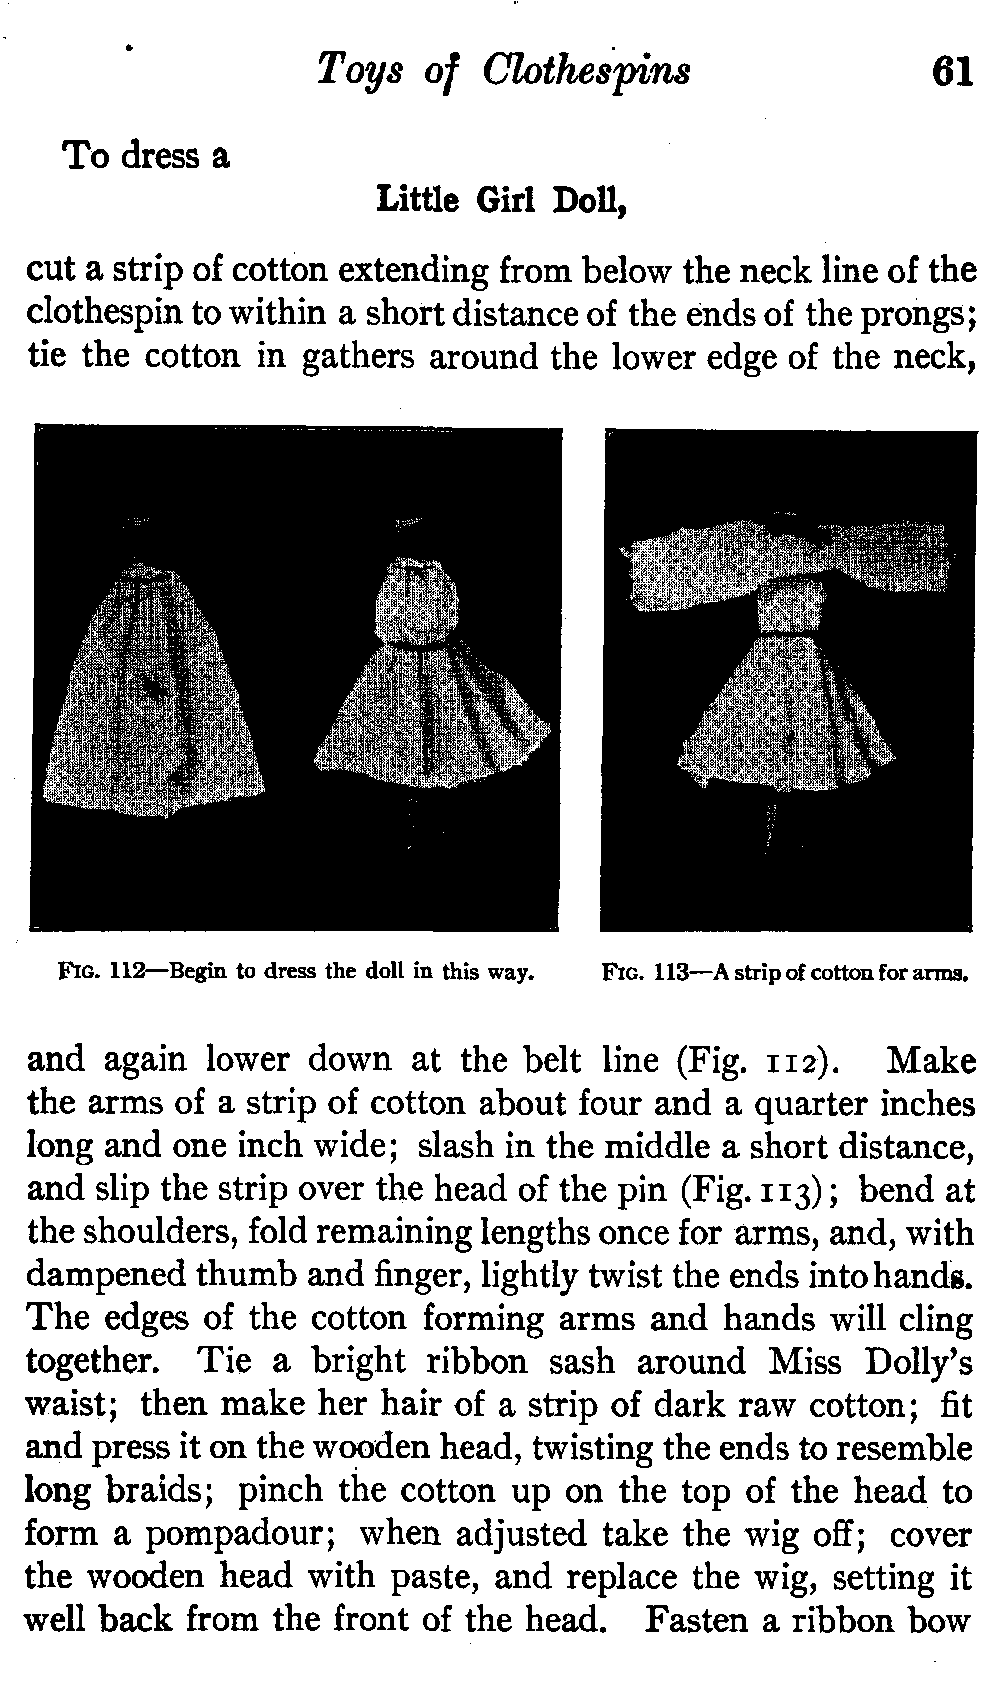 Toys of Clothespins 61
To dress a
Little Girl Doll,
cut a strip of cotton extending from below the neck line of the
clothespin to within a short distance of the ends of the prongs;
tie the cotton in gathers around the lower edge of the neck,
FIG. 112—Begin to dress the doll in this way.
FIG. 113—A strip of cotton for arms.
and again lower down at the belt line (Fig. 112). Make
the arms of a strip of cotton about four and a quarter inches
long and one inch wide; slash in the middle a short distance,
and slip the strip over the head of the pin (Fig. 113); bend at
the shoulders, fold remaining lengths once for arms, and, with
dampened thumb and finger, lightly twist the ends into hands.
The edges of the cotton forming arms and hands will cling
together. Tie a bright ribbon sash around Miss Dolly's
waist; then make her hair of a strip of dark raw cotton; fit
and press it on the wooden head, twisting the ends to resemble
long braids; pinch the cotton up on the top of the head to
form a pompadour; when adjusted take the wig off; cover
the wooden head with paste, and replace the wig, setting it
well back from the front of the head. Fasten a ribbon bow